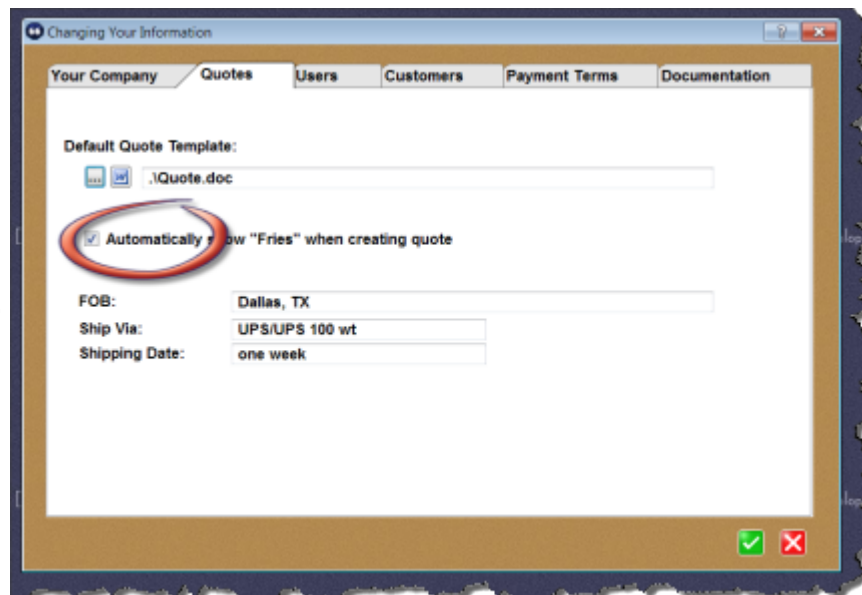 Changing Your Information
Your Company Quotes Users Customers Payment Terms Documentation
Default Quote Template:
... .\Quote.doc
Automatically "Fries" when creating quote
FOB: Dallas, TX
Ship Via: UPS/UPS 100 wt
Shipping Date: one week